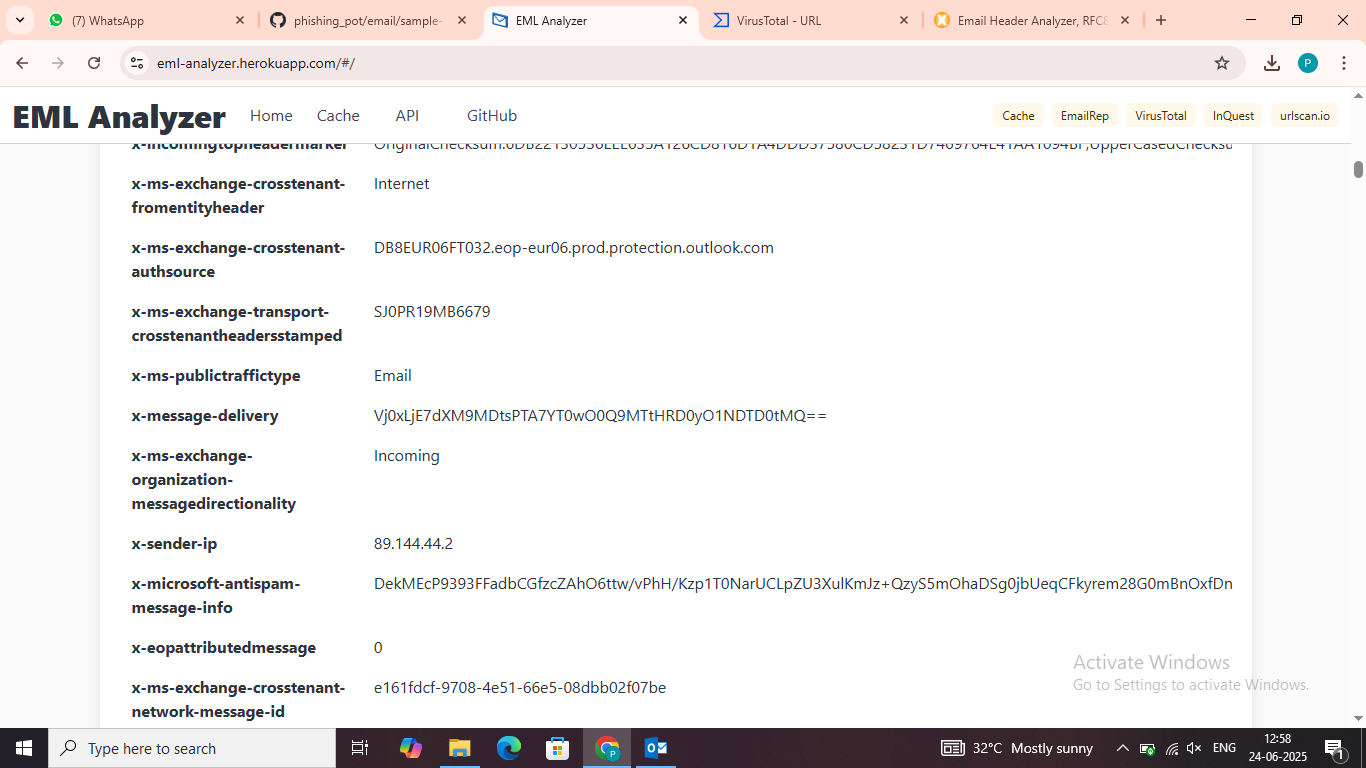 (7) WhatsApp
phishing_pot/email/sample-
EML Analyzer
VirusTotal - URL
Email Header Analyzer, RFC8
eml-analyzer.herokuapp.com/#/
P
EML Analyzer
Home
Cache
API
GitHub
Cache
EmailRep
VirusTotal
InQuest
urlscan.io
x-incomingtopheadermarker
x-ms-exchange-crosstenant-
fromentityheader
Internet
x-ms-exchange-crosstenant-
authsource
DB8EUR06FT032.eop-eur06.prod.protection.outlook.com
x-ms-exchange-transport-
crosstenantheadersstamped
SJ0PR19MB6679
x-ms-publictraffictype
Email
x-message-delivery
Vj0xLjE7dXM9MDtsPTA7YT0wO0Q9MTtHRD0yO1NDTD0tMQ==
x-ms-exchange-
organization-
messagedirectionality
Incoming
x-sender-ip
89.144.44.2
x-microsoft-antispam-
message-info
DekMEcP9393FFadbCGfzcZAhO6ttw/vPhH/Kzp1T0NarUCLpZU3XulKmJz+QzyS5mOhaDSg0jbUeqCFkyrem28G0mBnOxfDn
x-eopattributedmessage
0
x-ms-exchange-crosstenant-
network-message-id
e161fdcf-9708-4e51-66e5-08dbb02f07be
Activate Windows
Go to Settings to activate Windows.
Type here to search
32°C Mostly sunny
ENG
12:58
24-06-2025
1